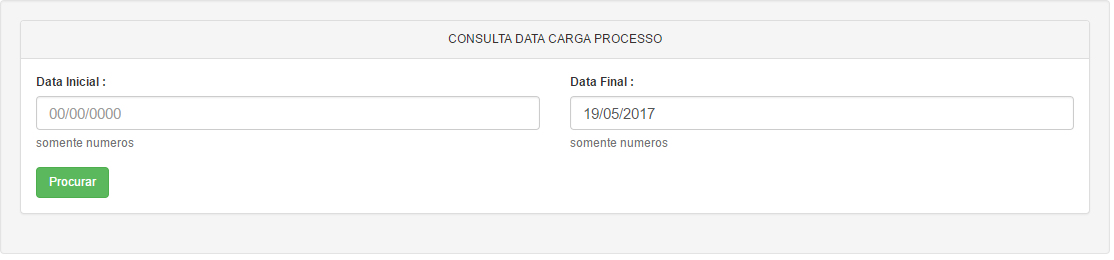 CONSULTA DATA CARGA PROCESSO
Data Inicial :
Data Final :
00/00/0000
19/05/2017
somente numeros
somente numeros
Procurar